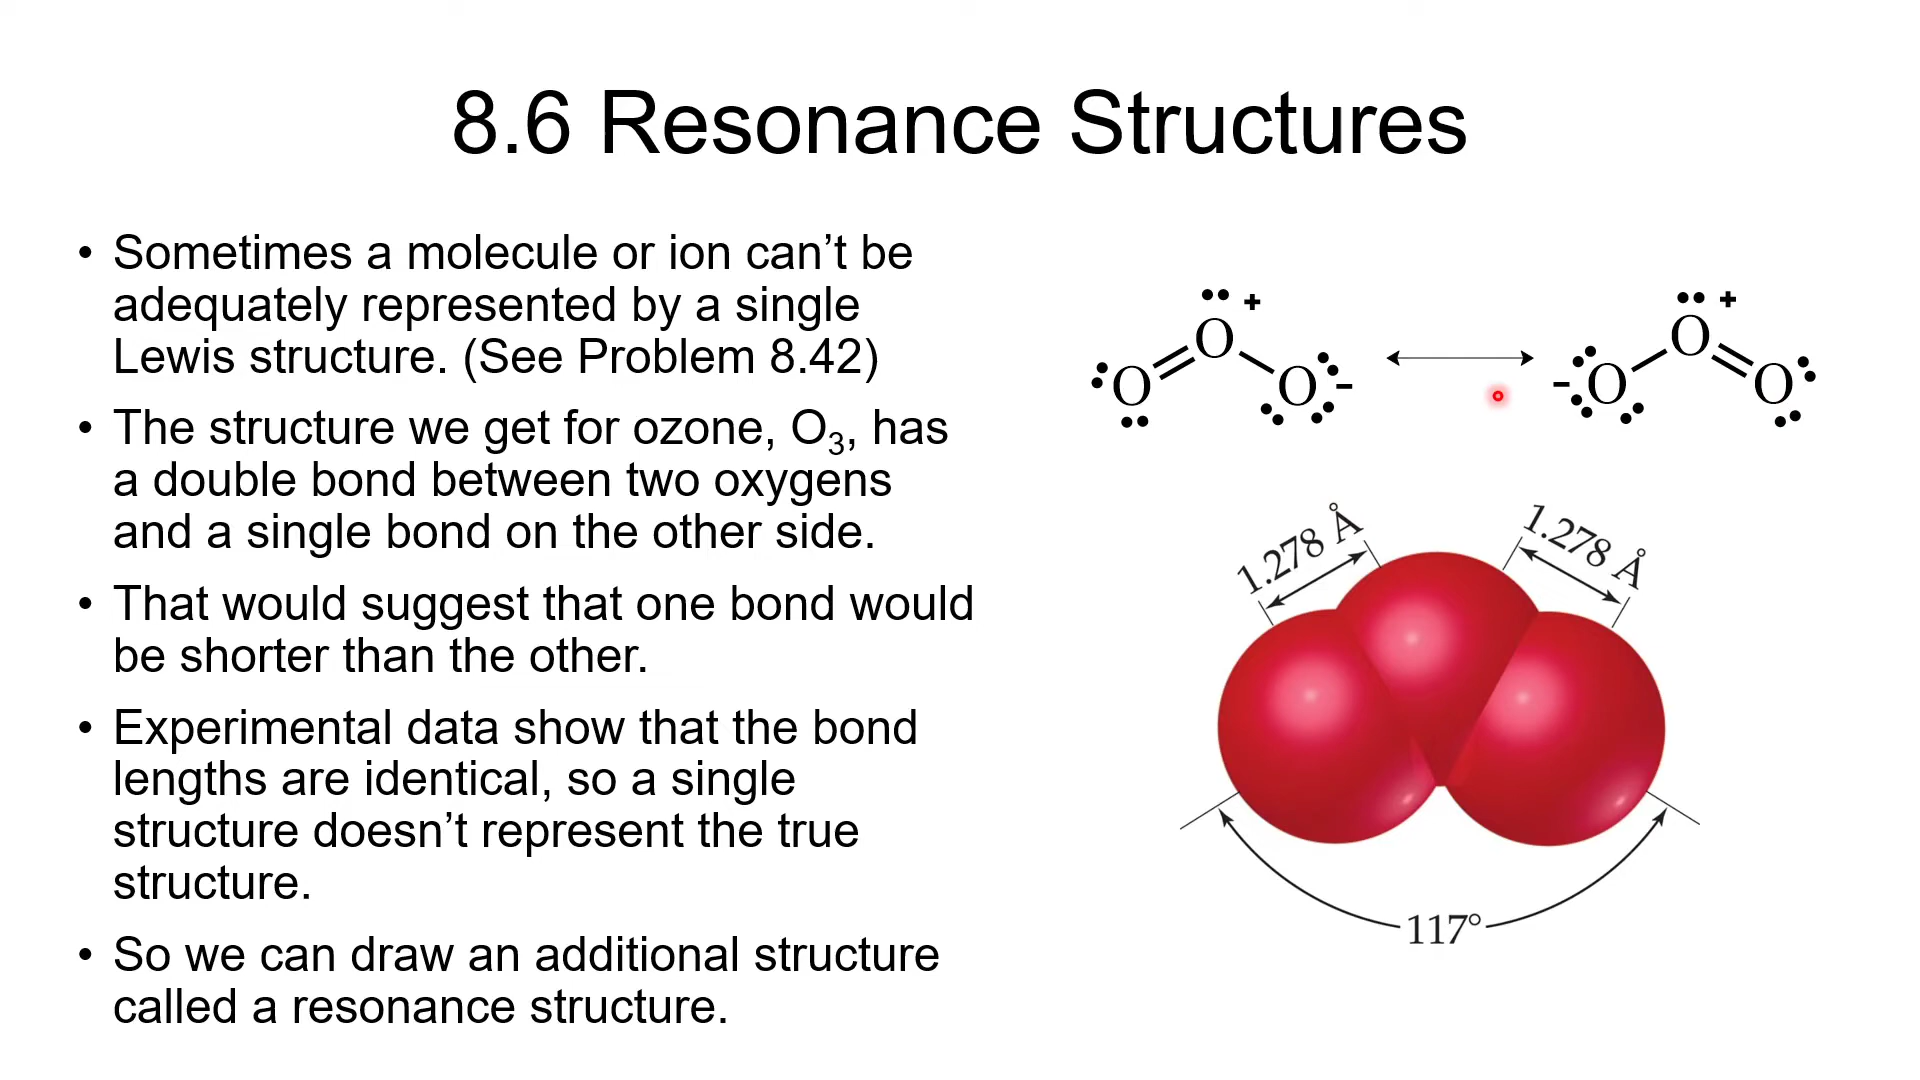 8.6 Resonance Structures
• Sometimes a molecule or ion can’t be
adequately represented by a single
Lewis structure. (See Problem 8.42)
• The structure we get for ozone, O₃, has
a double bond between two oxygens
and a single bond on the other side.
• That would suggest that one bond would
be shorter than the other.
• Experimental data show that the bond
lengths are identical, so a single
structure doesn’t represent the true
structure.
• So we can draw an additional structure
called a resonance structure.
O O + O -
- O O + O
1.278 Å
1.278 Å
117°